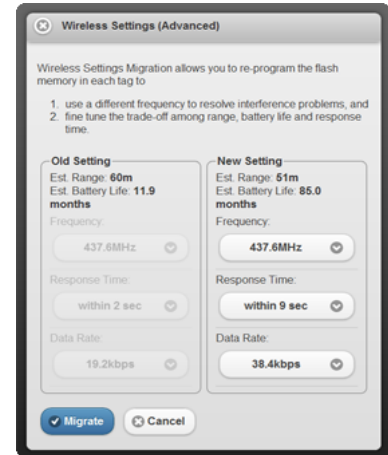 Wireless Settings (Advanced)
Wireless Settings Migration allows you to re-program the flash
memory in each tag to
1. use a different frequency to resolve interference problems, and
2. fine tune the trade-off among range, battery life and response
time.
Old Setting
Est. Range: 60m
Est. Battery Life: 11.9
months
Frequency:
437.6MHz
Response Time:
within 2 sec
Data Rate:
19.2kbps
New Setting
Est. Range: 51m
Est. Battery Life: 85.0
months
Frequency:
437.6MHz
Response Time:
within 9 sec
Data Rate:
38.4kbps
Migrate
Cancel